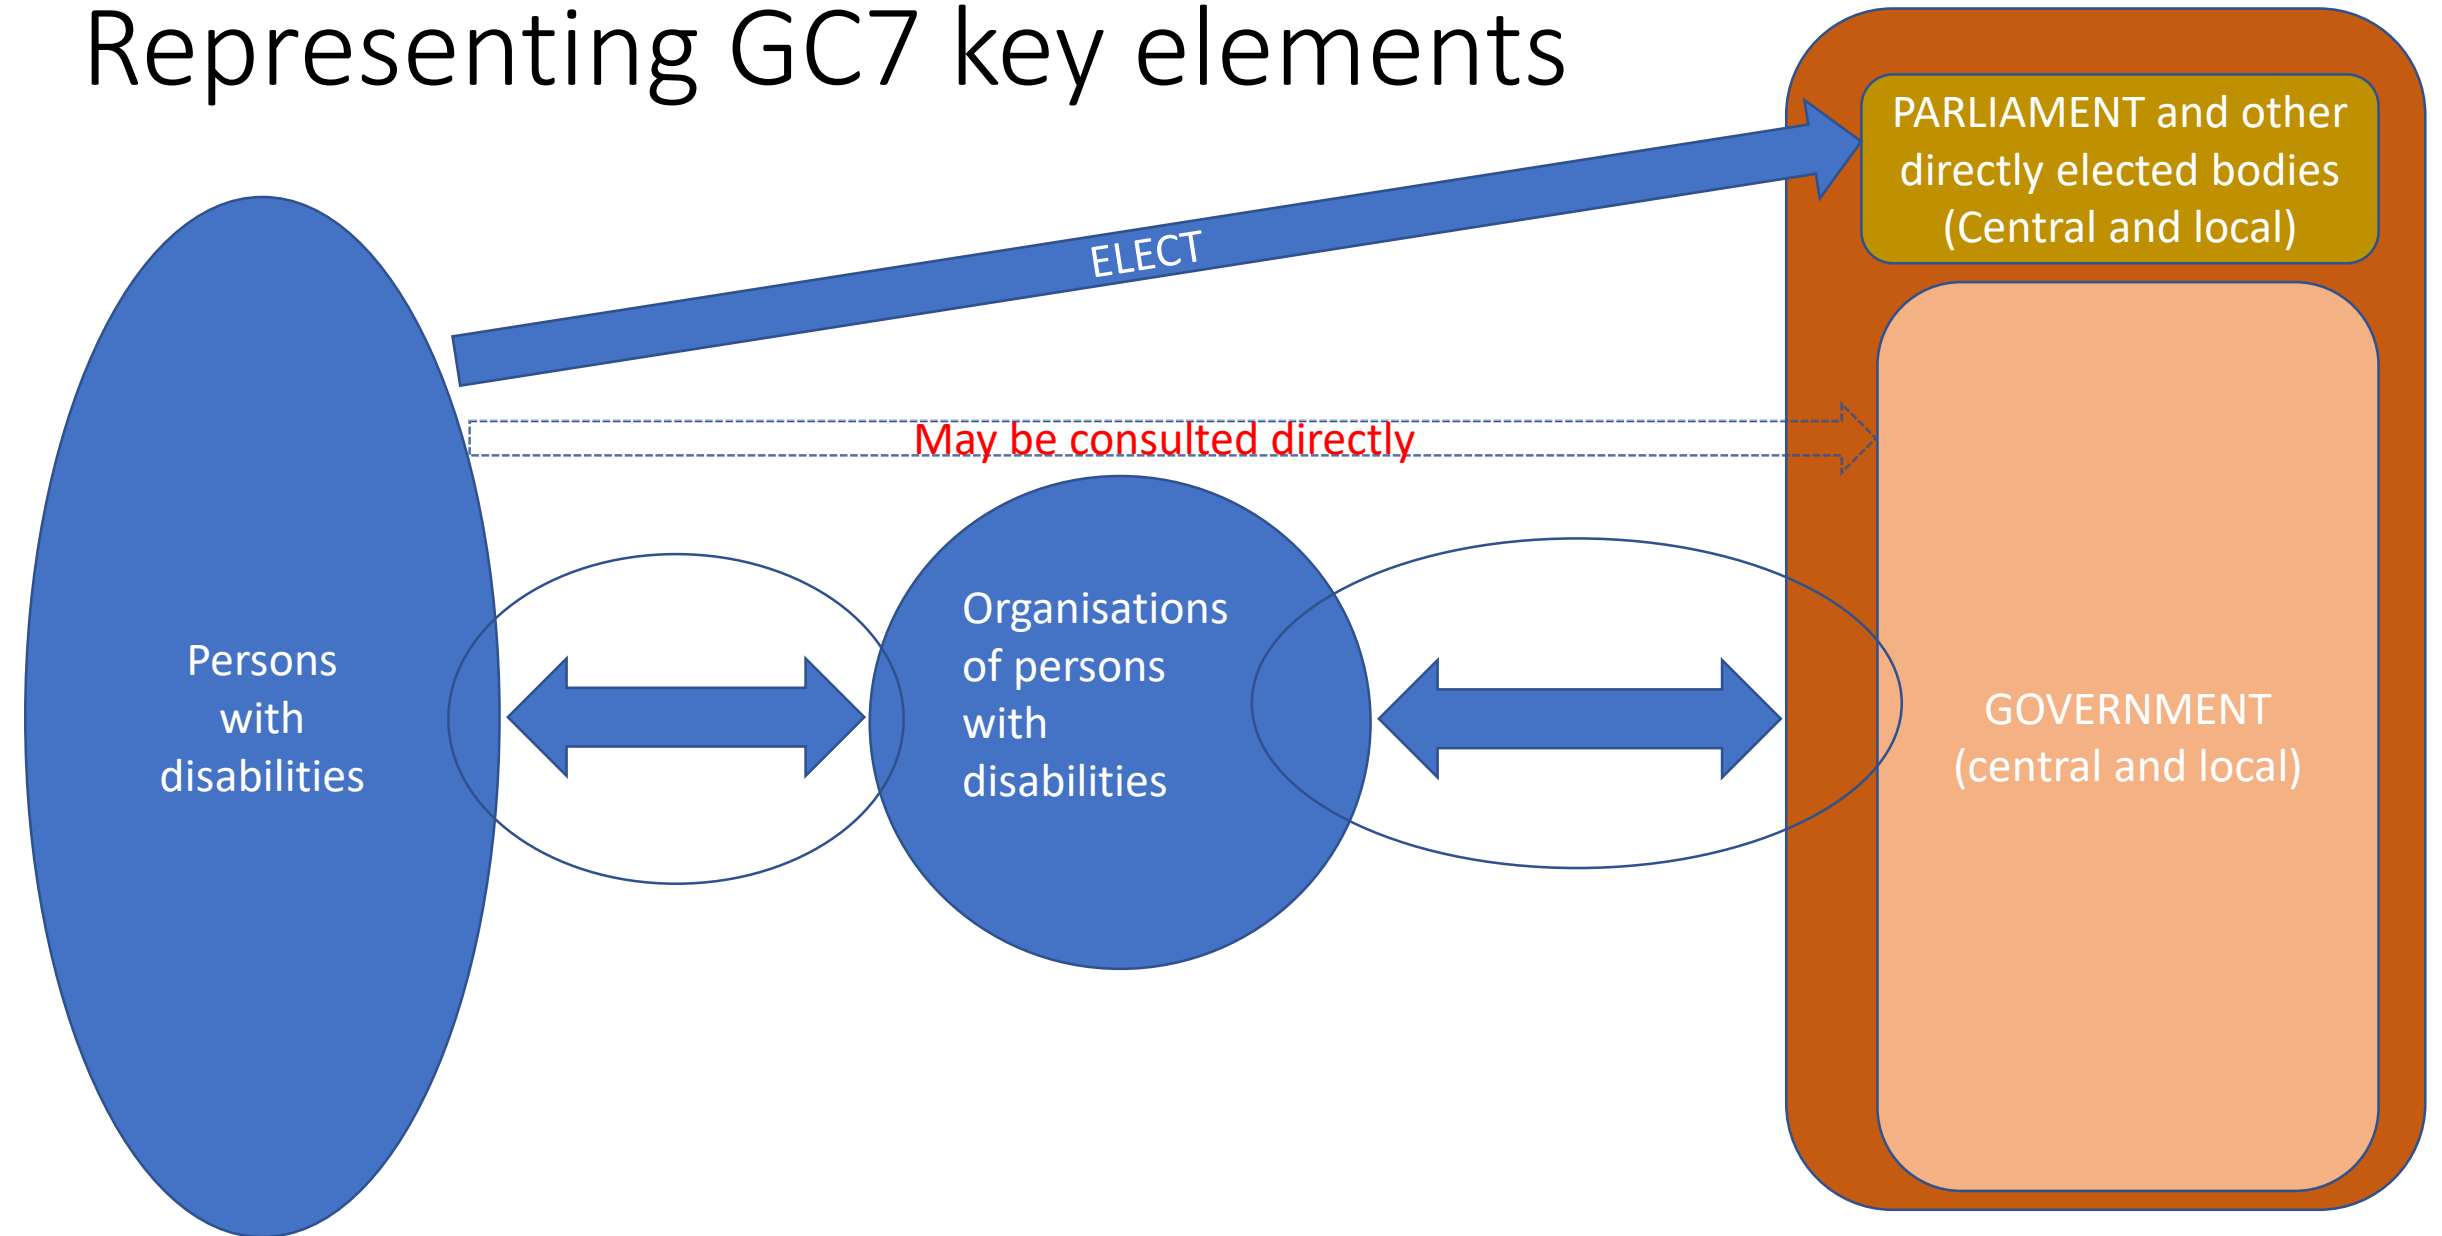 Representing GC7 key elements
PARLIAMENT and other
directly elected bodies
(Central and local)
ELECT
May be consulted directly
Persons
with
disabilities
Organisations
of persons
with
disabilities
GOVERNMENT
(central and local)